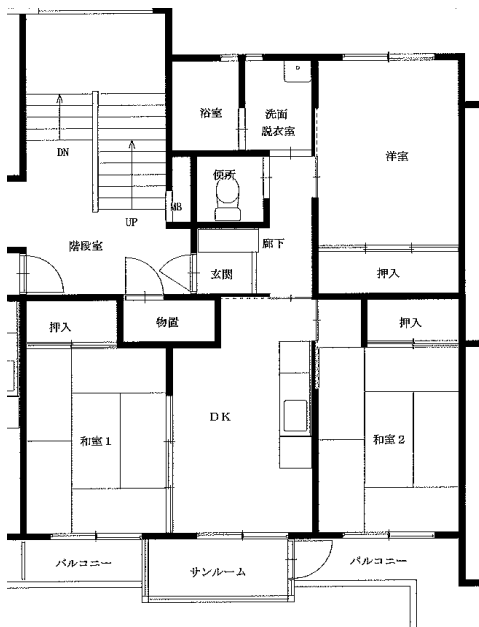 浴室
洗面
脱衣室
洋室
DN
便所
MB
UP
廊下
階段室
玄関
押入
物置
押入
押入
DK
和室1
和室2
バルコニー
サンルーム
バルコニー